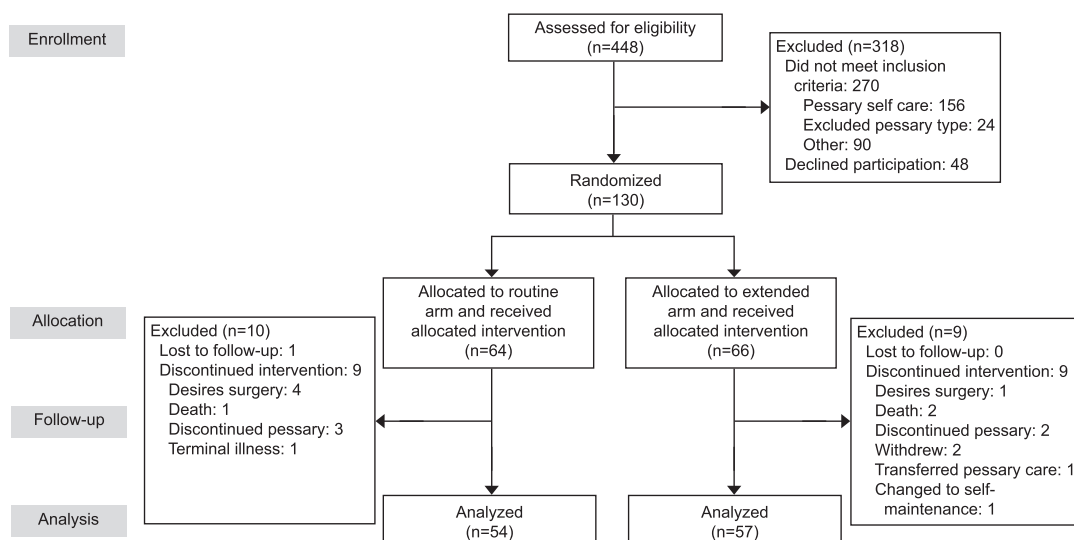 Enrollment
Assessed for eligibility
(n=448)
Excluded (n=318)
Did not meet inclusion
criteria: 270
Pessary self care: 156
Excluded pessary type: 24
Other: 90
Declined participation: 48
Randomized
(n=130)
Allocation
Allocated to routine
arm and received
allocated intervention
(n=64)
Allocated to extended
arm and received
allocated intervention
(n=66)
Follow-up
Excluded (n=10)
Lost to follow-up: 1
Discontinued intervention: 9
Desires surgery: 4
Death: 1
Discontinued pessary: 3
Terminal illness: 1
Excluded (n=9)
Lost to follow-up: 0
Discontinued intervention: 9
Desires surgery: 1
Death: 2
Discontinued pessary: 2
Withdrew: 2
Transferred pessary care: 1
Changed to self-
maintenance: 1
Analysis
Analyzed
(n=54)
Analyzed
(n=57)